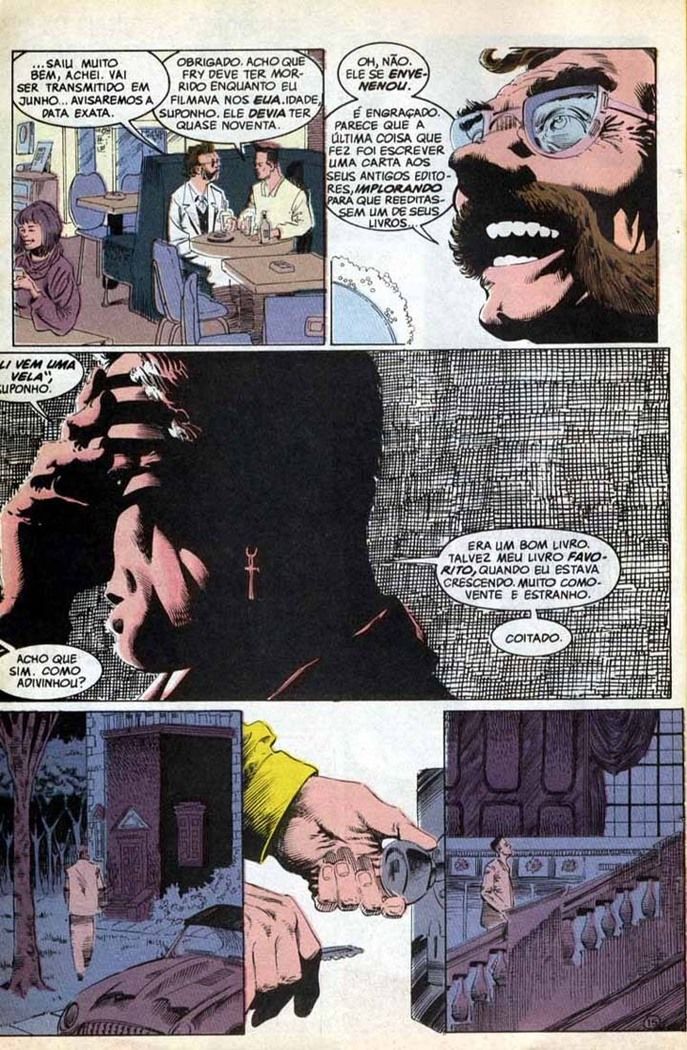 ...SAIU MUITO
BEM, ACHEI. VAI
SER TRANSMITIDO EM
JUNHO... AVISAREMOS A
DATA EXATA.
OBRIGADO. ACHO QUE
FRY DEVE TER MOR-
RIDO ENQUANTO EU
FILMAVA NOS EUA. IDADE,
SUPONHO. ELE DEVIA TER
QUASE NOVENTA.
OH, NÃO.
ELE SE ENVE-
NENOU.
É ENGRAÇADO.
PARECE QUE A
ÚLTIMA COISA QUE
FEZ FOI ESCREVER
UMA CARTA AOS
SEUS ANTIGOS EDITO-
RES, IMPLORANDO
PARA QUE REEDITAS-
SEM UM DE SEUS
LIVROS...
LI VEM UMA
VELA",
UPONHO.
ERA UM BOM LIVRO.
TALVEZ MEU LIVRO FAVO-
RITO, QUANDO EU ESTAVA
CRESCENDO. MUITO COMO-
VENTE E ESTRANHO.
COITADO.
ACHO QUE
SIM. COMO
ADIVINHOU?